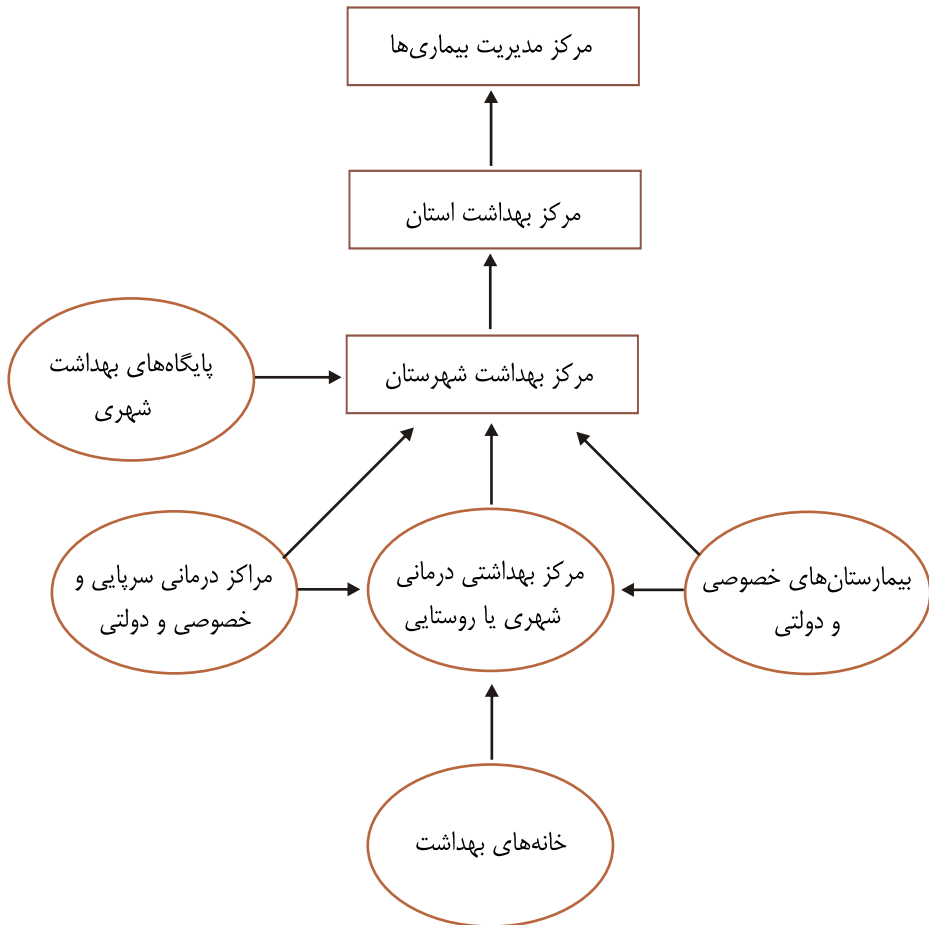 مرکز مدیریت بیماری‌ها
مرکز بهداشت استان
مرکز بهداشت شهرستان
پایگاه‌های بهداشت
شهری
بیمارستان‌های خصوصی
و دولتی
مرکز بهداشتی درمانی
شهری یا روستایی
مراکز درمانی سرپایی و
خصوصی و دولتی
خانه‌های بهداشت